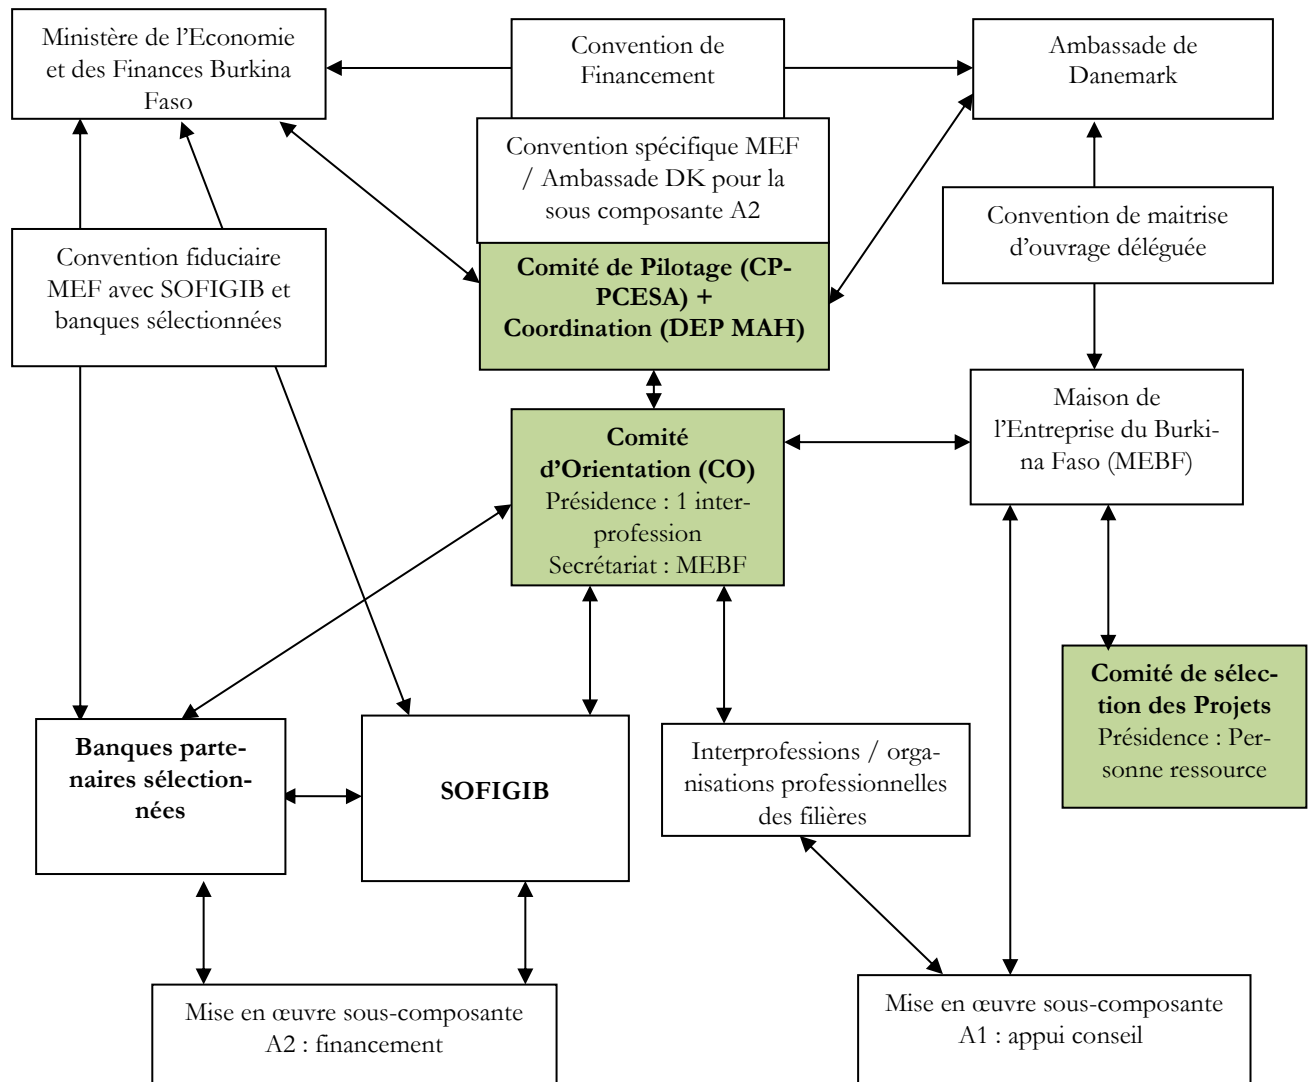 Ministère de l’Economie
et des Finances Burkina
Faso
Convention de
Financement
Ambassade de
Danemark
Convention spécifique MEF
/ Ambassade DK pour la
sous composante A2
Convention de maitrise
d’ouvrage déléguée
Convention fiduciaire
MEF avec SOFIGIB et
banques sélectionnées
Comité de Pilotage (CP-
PCESA) +
Coordination (DEP MAH)
Maison de
l’Entreprise du Burki-
na Faso (MEBF)
Comité
d’Orientation (CO)
Présidence : 1 inter-
profession
Secrétariat : MEBF
Comité de sélec-
tion des Projets
Présidence : Per-
sonne ressource
Banques parte-
naires sélection-
nées
SOFIGIB
Interprofessions / orga-
nisations professionnelles
des filières
Mise en œuvre sous-composante
A2 : financement
Mise en œuvre sous-composante
A1 : appui conseil